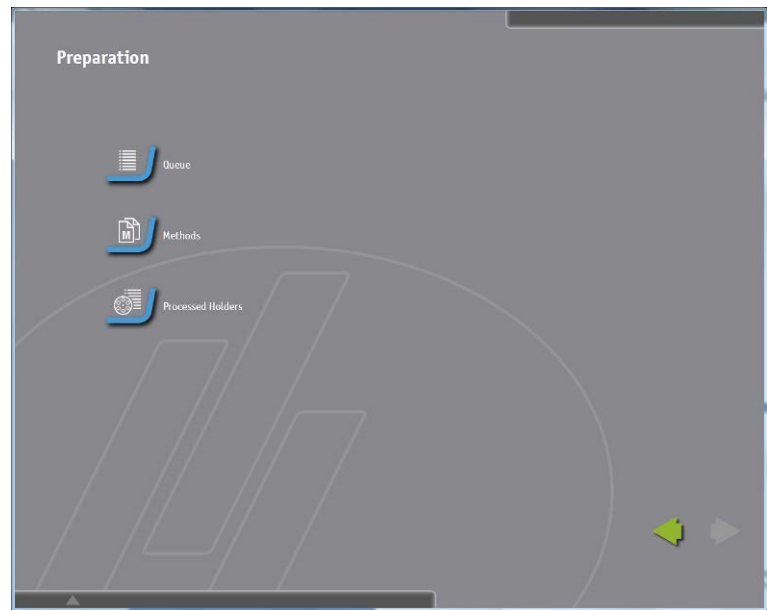 Preparation
Queue
M
Methods
Processed Holders